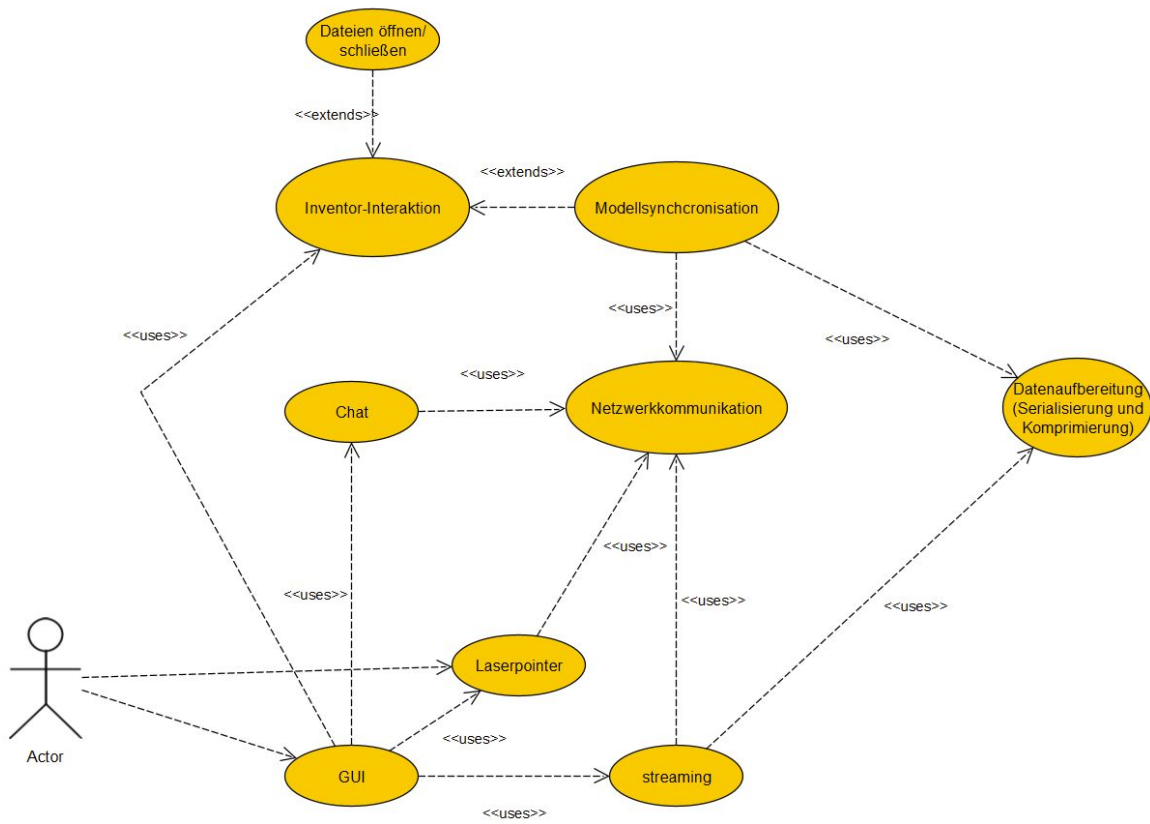 Dateien öffnen/
schließen
<<extends>>
<<extends>>
Inventor-Interaktion
Modellsynchcronisation
<<uses>>
<<uses>>
<<uses>>
Datenaufbereitung
(Serialisierung und
Komprimierung)
<<uses>>
Chat
Netzwerkkommunikation
<<uses>>
<<uses>>
<<uses>>
<<uses>>
Laserpointer
<<uses>>
Actor
GUI
streaming
<<uses>>